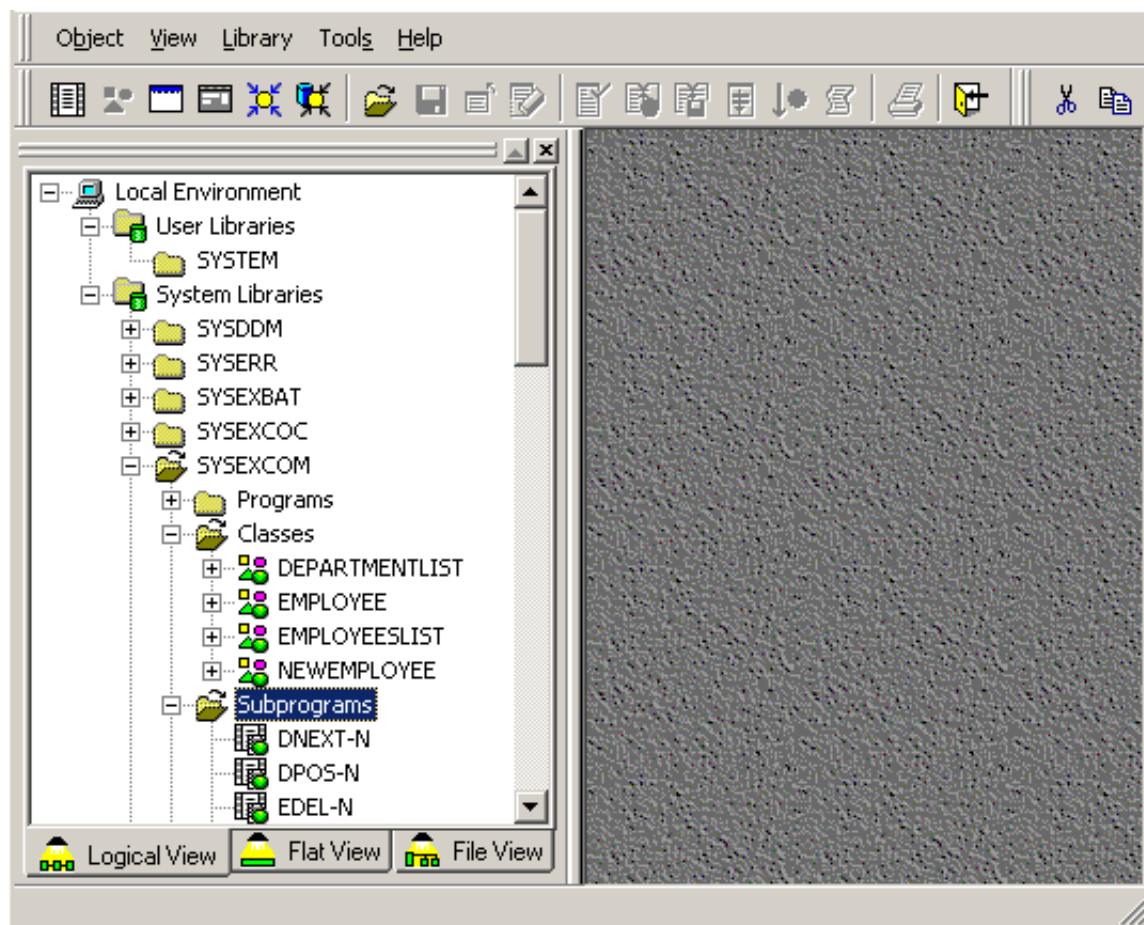 Object View Library Tools Help
Local Environment
User Libraries
SYSTEM
System Libraries
SYSDDM
SYSERR
SYSEXBAT
SYSEXCOC
SYSEXCOM
Programs
Classes
DEPARTMENTLIST
EMPLOYEE
EMPLOYEESLIST
NEWEMPLOYEE
Subprograms
DNEXT-N
DPOS-N
EDEL-N
Logical View Flat View File View